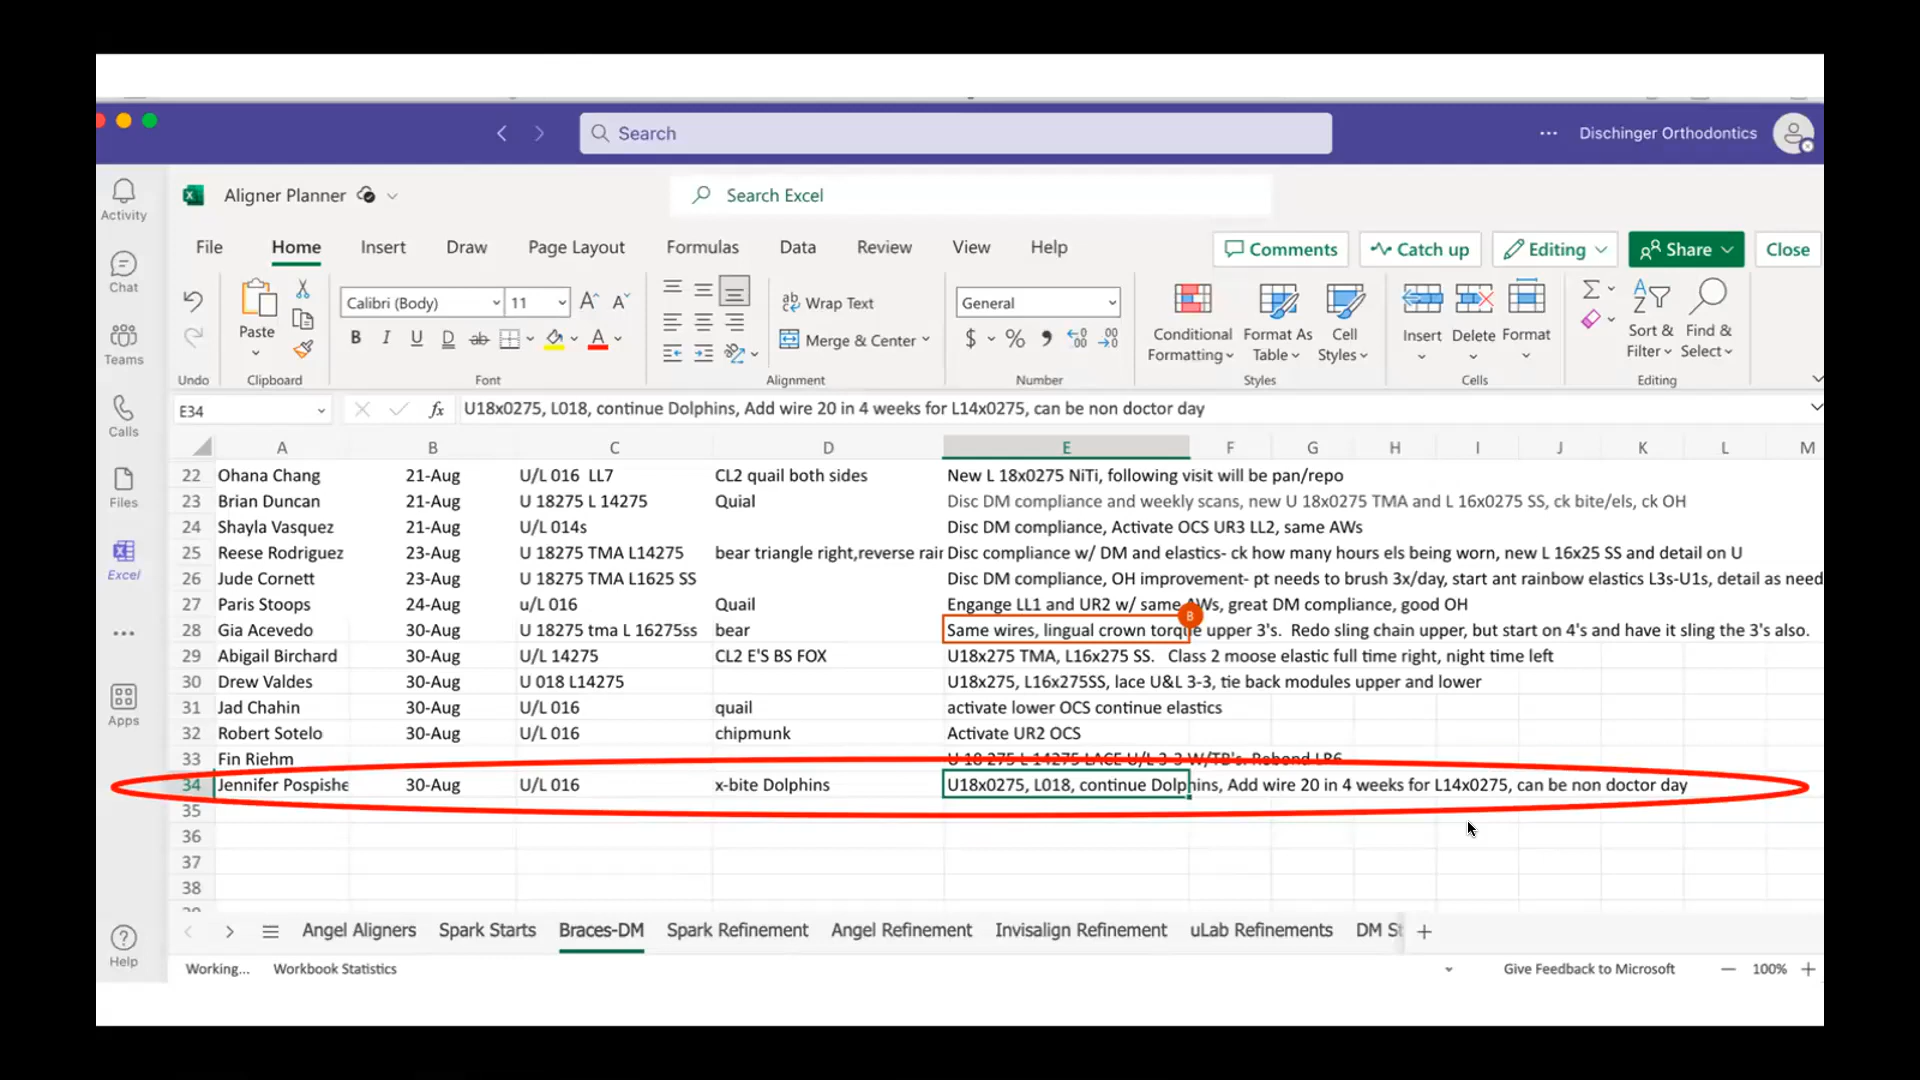 Search
Dischinger Orthodontics
Activity
Chat
Teams
Calls
Files
Excel
Apps
Help
Aligner Planner
Search Excel
File Home Insert Draw Page Layout Formulas Data Review View Help
Comments Catch up Editing Share Close
Paste
Calibri (Body) 11
B I U D ab A
Wrap Text
Merge & Center
General
$ %
Conditional Formatting
Format As Table
Cell Styles
Insert Delete Format
Sort & Filter
Find & Select
Undo Clipboard Font Alignment Number Styles Cells Editing
E34 fx U18x0275, L018, continue Dolphins, Add wire 20 in 4 weeks for L14x0275, can be non doctor day
A B C D E F G H I J K L M
22 Ohana Chang 21-Aug U/L 016 LL7 CL2 quail both sides New L 18x0275 NiTi, following visit will be pan/repo
23 Brian Duncan 21-Aug U 18275 L 14275 Quial Disc DM compliance and weekly scans, new U 18x0275 TMA and L 16x0275 SS, ck bite/els, ck OH
24 Shayla Vasquez 21-Aug U/L 014s Disc DM compliance, Activate OCS UR3 LL2, same AWs
25 Reese Rodriguez 23-Aug U 18275 TMA L14275 bear triangle right,reverse rair Disc compliance w/ DM and elastics- ck how many hours els being worn, new L 16x25 SS and detail on U
26 Jude Cornett 23-Aug U 18275 TMA L1625 SS Disc DM compliance, OH improvement- pt needs to brush 3x/day, start ant rainbow elastics L3s-U1s, detail as need
27 Paris Stoops 24-Aug u/L 016 Quail Engange LL1 and UR2 w/ same AWs, great DM compliance, good OH
B
28 Gia Acevedo 30-Aug U 18275 tma L 16275ss bear Same wires, lingual crown torque upper 3's. Redo sling chain upper, but start on 4's and have it sling the 3's also.
29 Abigail Birchard 30-Aug U/L 14275 CL2 E'S BS FOX U18x275 TMA, L16x275 SS. Class 2 moose elastic full time right, night time left
30 Drew Valdes 30-Aug U 018 L14275 U18x275, L16x275SS, lace U&L 3-3, tie back modules upper and lower
31 Jad Chahin 30-Aug U/L 016 quail activate lower OCS continue elastics
32 Robert Sotelo 30-Aug U/L 016 chipmunk Activate UR2 OCS
33 Fin Riehm U 18 275 L 14275 LACE U/L 3-3 W/TB's. Rebond LR6
34 Jennifer Pospishe 30-Aug U/L 016 x-bite Dolphins U18x0275, L018, continue Dolphins, Add wire 20 in 4 weeks for L14x0275, can be non doctor day
35
36
37
38
Angel Aligners Spark Starts Braces-DM Spark Refinement Angel Refinement Invisalign Refinement uLab Refinements DM St
Working... Workbook Statistics Give Feedback to Microsoft 100%